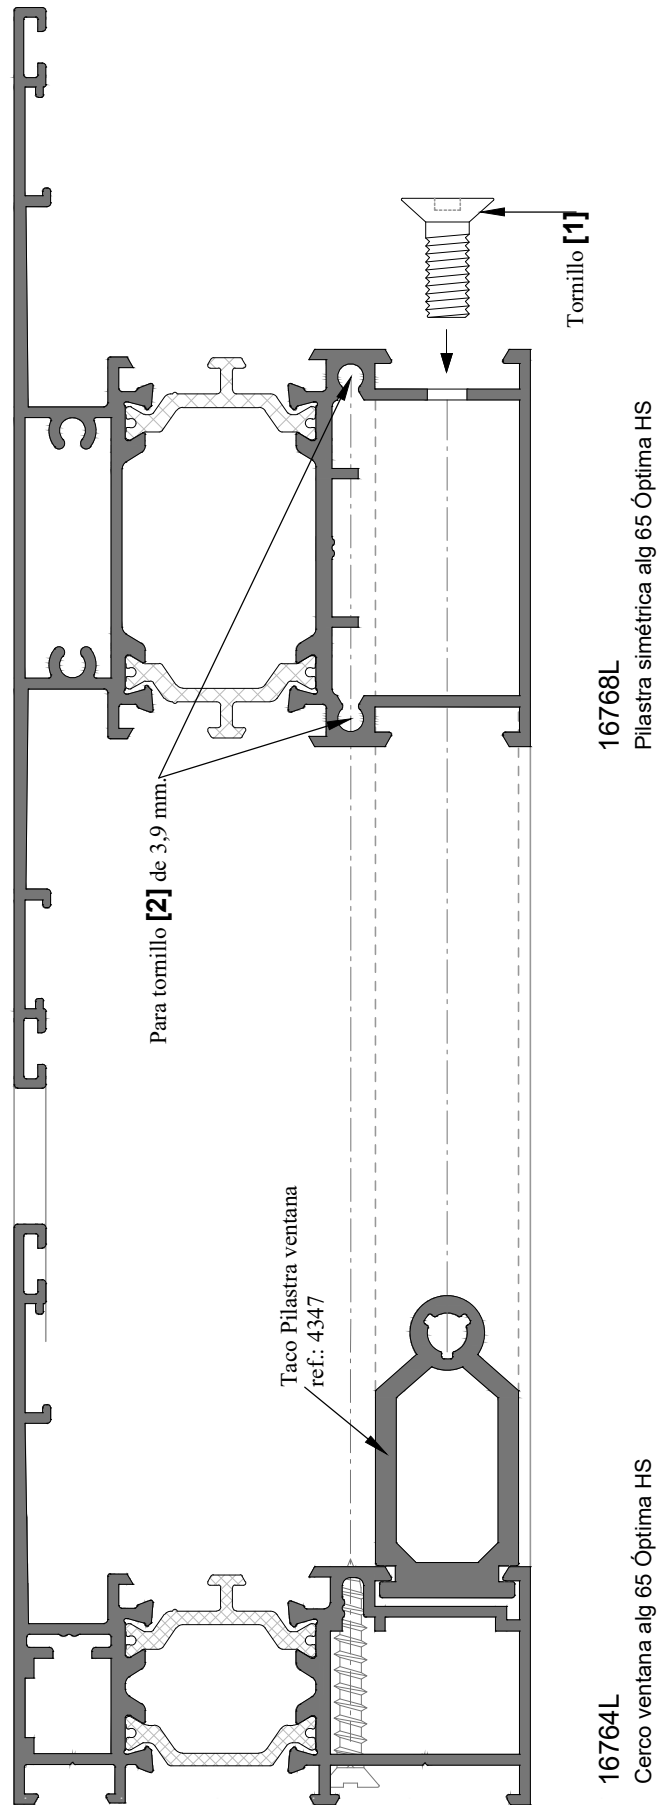 Tornillo [1]
Para tornillo [2] de 3,9 mm.
Taco Pilastra ventana
ref.: 4347
16768L
Pilastra simétrica alg 65 Óptima HS
16764L
Cerco ventana alg 65 Óptima HS